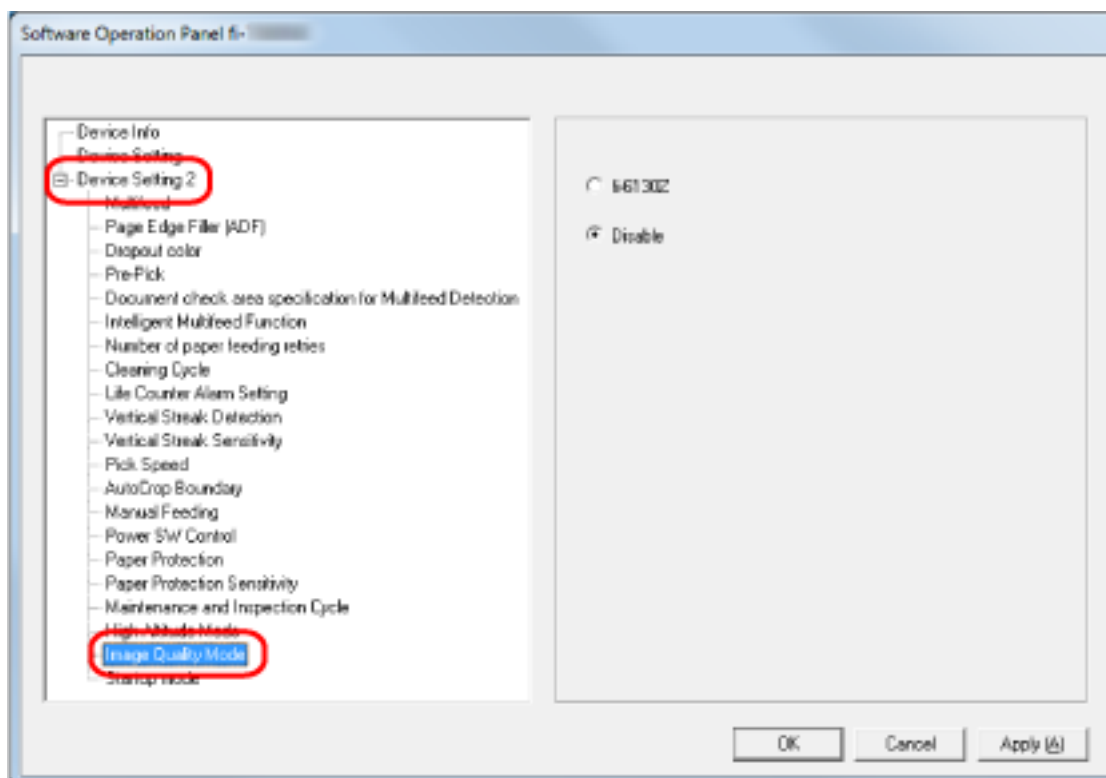 Software Operation Panel fi-
Device Info
Device Setting
Device Setting 2
Multifeed
Page Edge Filler (ADF)
Dropout color
Pre-Pick
Document check area specification for Multifeed Detection
Intelligent Multifeed Function
Number of paper feeding retries
Cleaning Cycle
Life Counter Alarm Setting
Vertical Streak Detection
Vertical Streak Sensitivity
Pick Speed
AutoCrop Boundary
Manual Feeding
Power SW Control
Paper Protection
Paper Protection Sensitivity
Maintenance and Inspection Cycle
High Altitude Mode
Image Quality Mode
Startup mode
fi-6130Z
Disable
OK
Cancel
Apply (A)